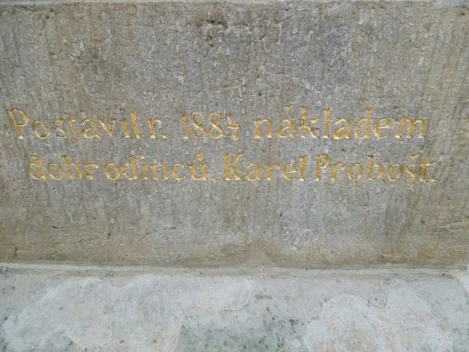 Postavil r. 1884 nákladem
dobrodinců, Karel Probošt.